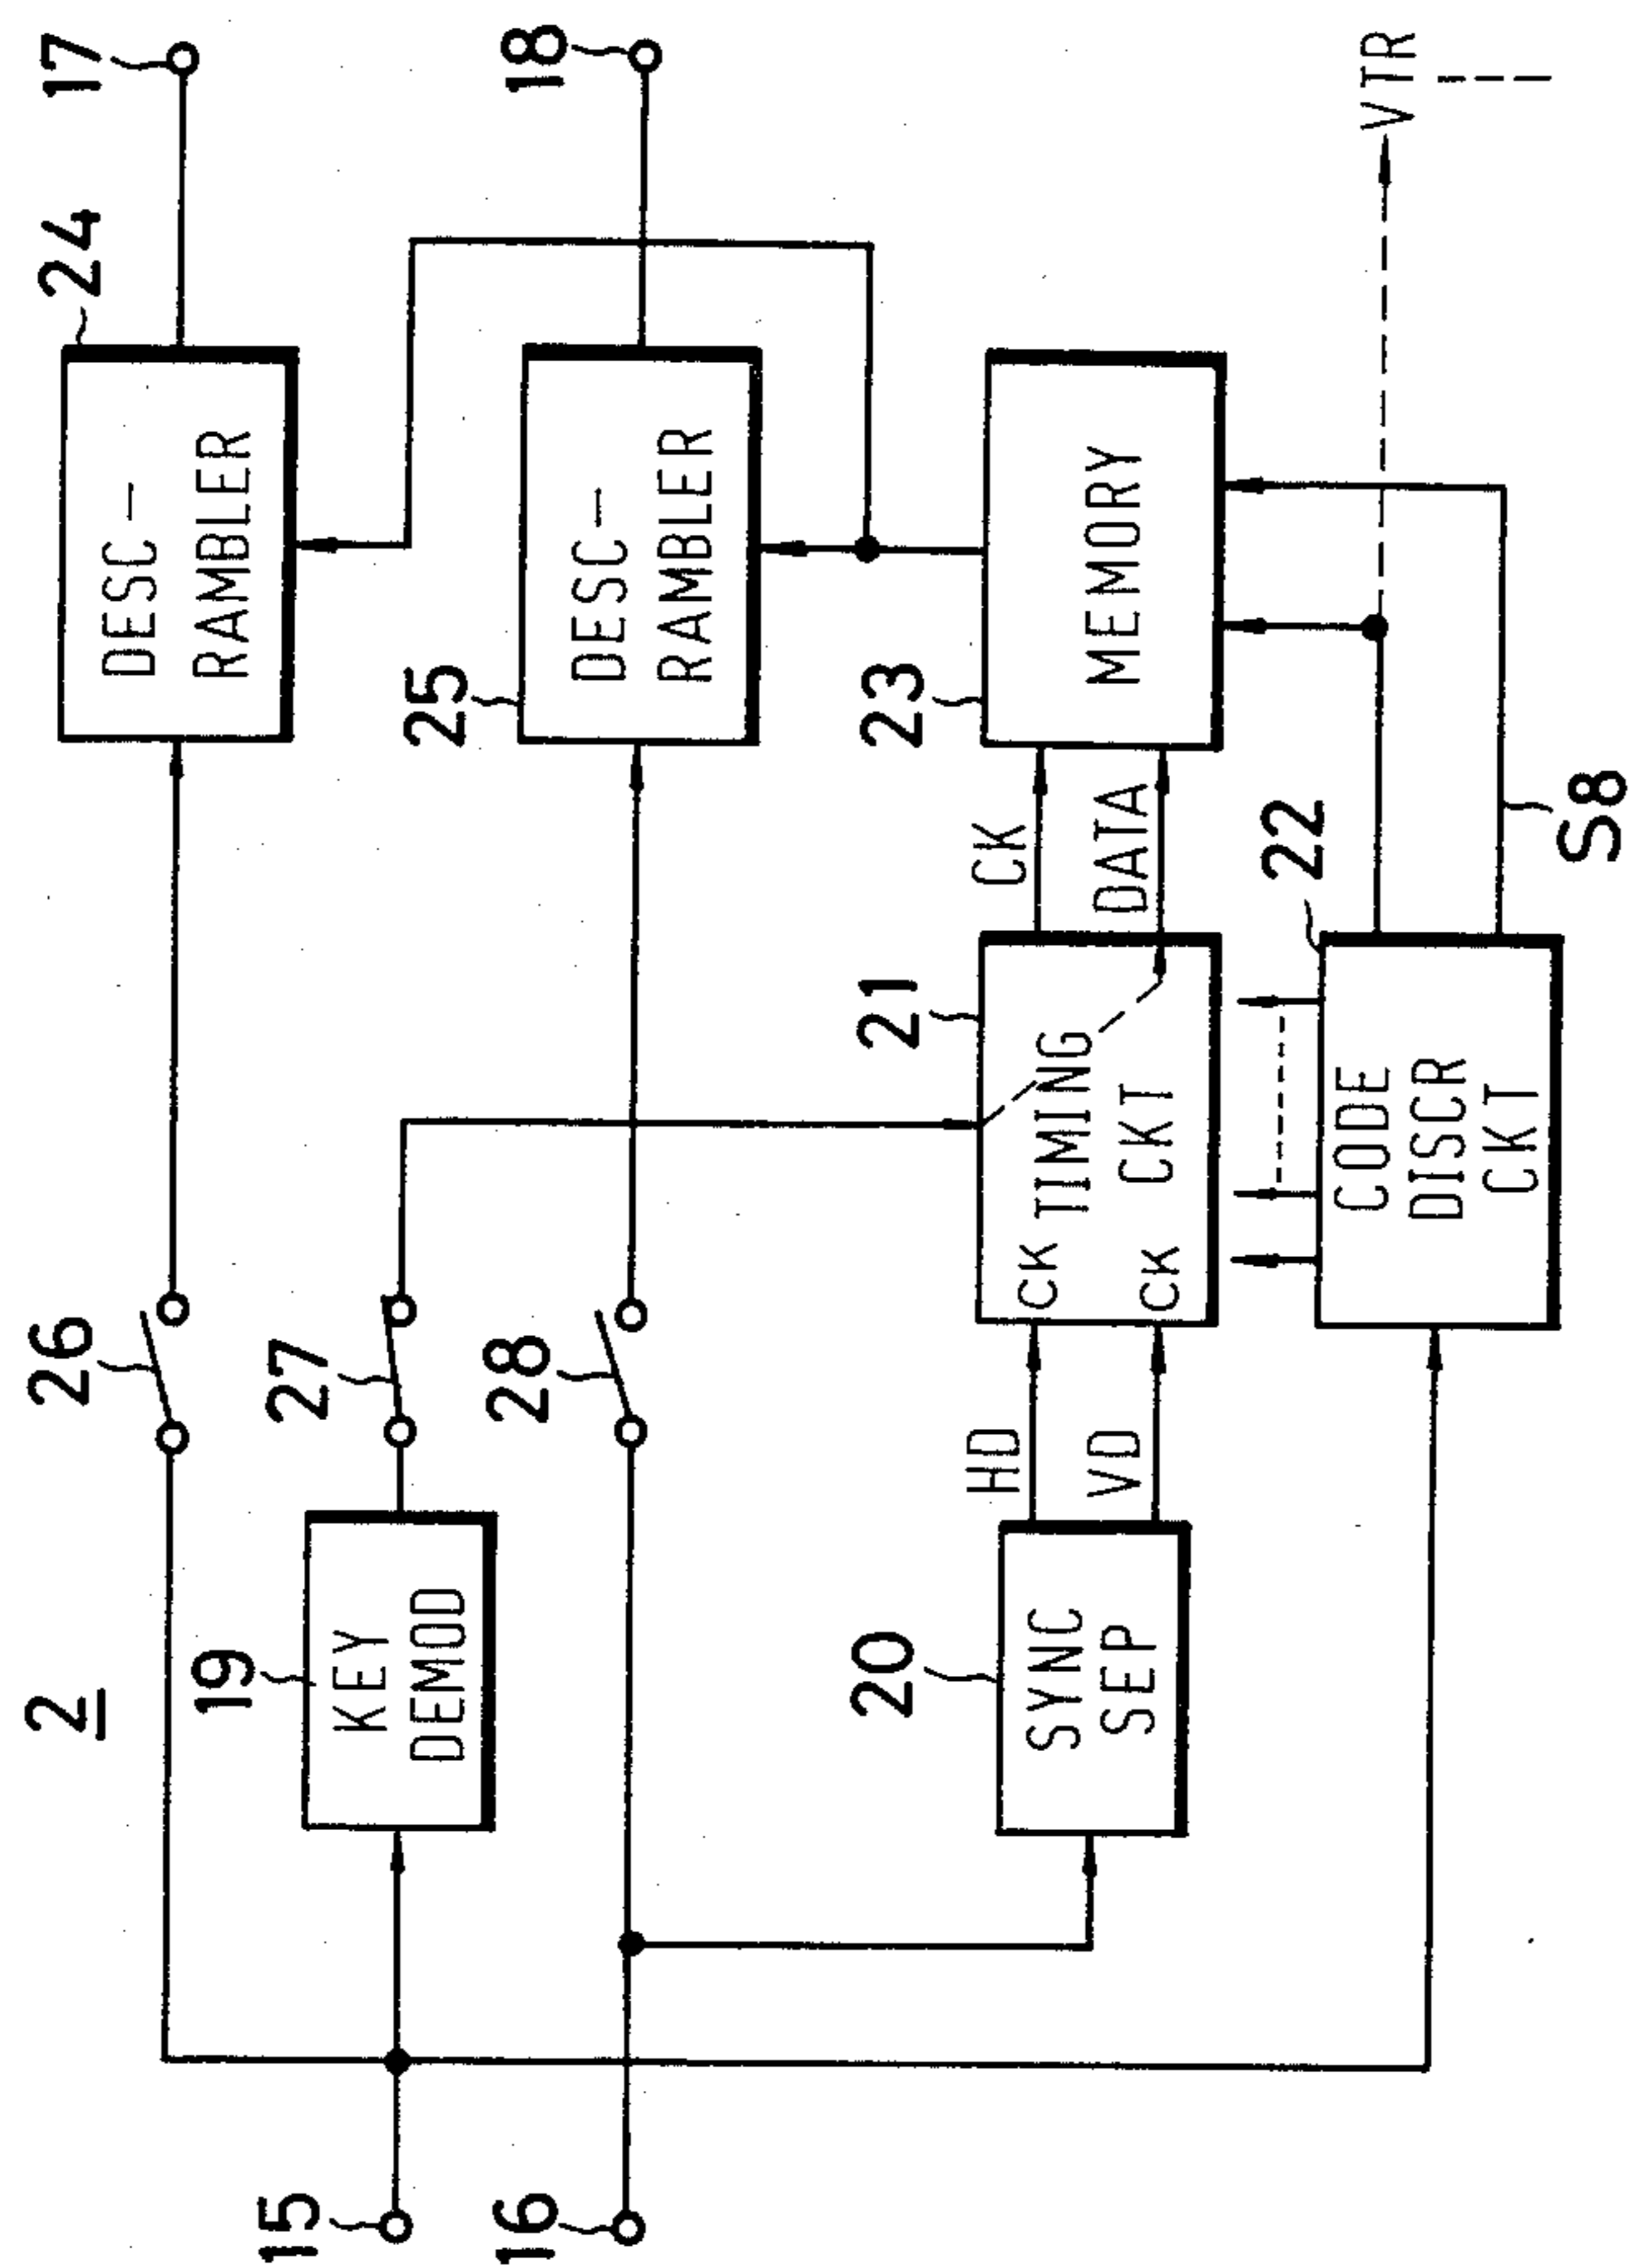 2
26
24
17
DESC-
RAMBLER
19
KEY
DEMOD
27
15
28
25
DESC-
RAMBLER
18
16
20
SYNC
SEP
HD
VD
21
CK TIMING
CK CKT
CK
DATA
23
MEMORY
22
CODE
DISCR
CKT
S8
VTR